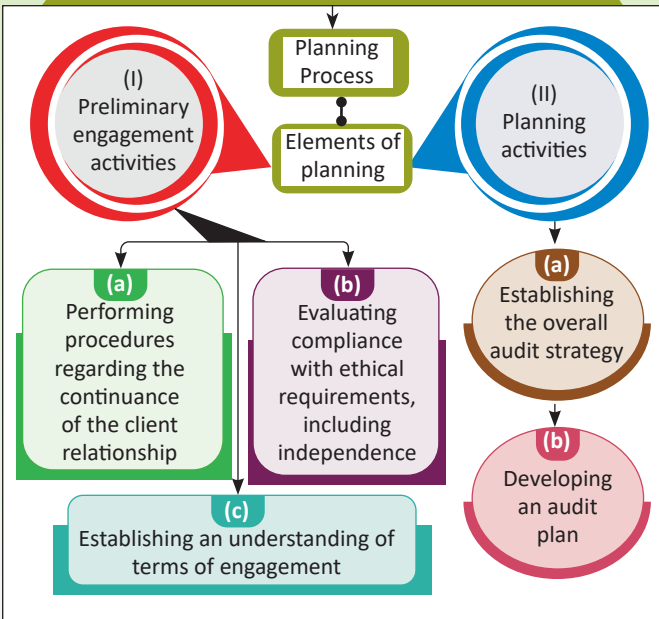 Planning
Process
Elements of
planning
(I)
Preliminary
engagement
activities
(II)
Planning
activities
(a)
Performing
procedures
regarding the
continuance
of the client
relationship
(b)
Evaluating
compliance
with ethical
requirements,
including
independence
(c)
Establishing an understanding of
terms of engagement
(a)
Establishing
the overall
audit strategy
(b)
Developing
an audit
plan